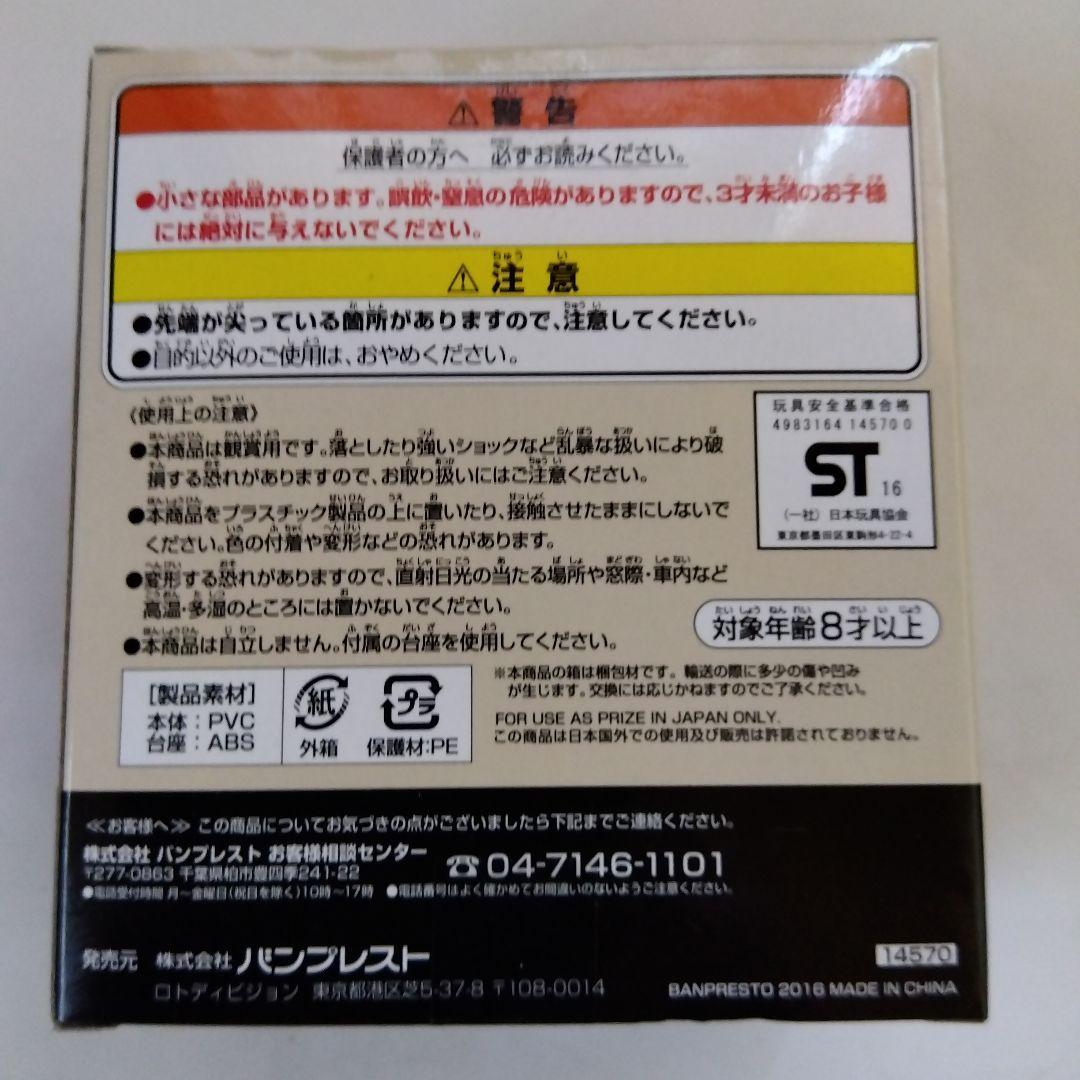 ⚠ 警告
保護者の方へ 必ずお読みください。
●小さな部品があります。誤飲・窒息の危険がありますので、3才未満のお子様
には絶対に与えないでください。
⚠ 注意
●先端が尖っている箇所がありますので、注意してください。
●目的以外のご使用は、おやめください。
〈使用上の注意〉
●本商品は観賞用です。落としたり強いショックなど乱暴な扱いにより破
損する恐れがありますので、お取り扱いにはご注意ください。
●本商品をプラスチック製品の上に置いたり、接触させたままにしないで
ください。色の付着や変形などの恐れがあります。
●変形する恐れがありますので、直射日光の当たる場所や窓際・車内など
高温・多湿のところには置かないでください。
●本商品は自立しません。付属の台座を使用してください。
玩具安全基準合格
4983164 14570 0
ST 16
(一社) 日本玩具協会
東京都墨田区東駒形4-22-4
対象年齢8才以上
[製品素材]
本体:PVC
台座:ABS
紙
外箱
プラ
保護材:PE
※本商品の箱は梱包材です。輸送の際に多少の傷や凹み
が生じます。交換には応じかねますのでご了承ください。
FOR USE AS PRIZE IN JAPAN ONLY.
この商品は日本国外での使用及び販売は許諾されておりません。
≪お客様へ≫ この商品についてお気づきの点がございましたら下記までご連絡ください。
株式会社 バンプレスト お客様相談センター ☎04-7146-1101
〒277-0863 千葉県柏市豊四季241-22
●電話受付時間 月~金曜日(祝日を除く)10時~17時 ●電話番号はよく確かめてお間違いのないようご注意ください。
発売元 株式会社バンプレスト
ロトディビジョン 東京都港区芝5-37-8 〒108-0014
14570
BANPRESTO 2016 MADE IN CHINA